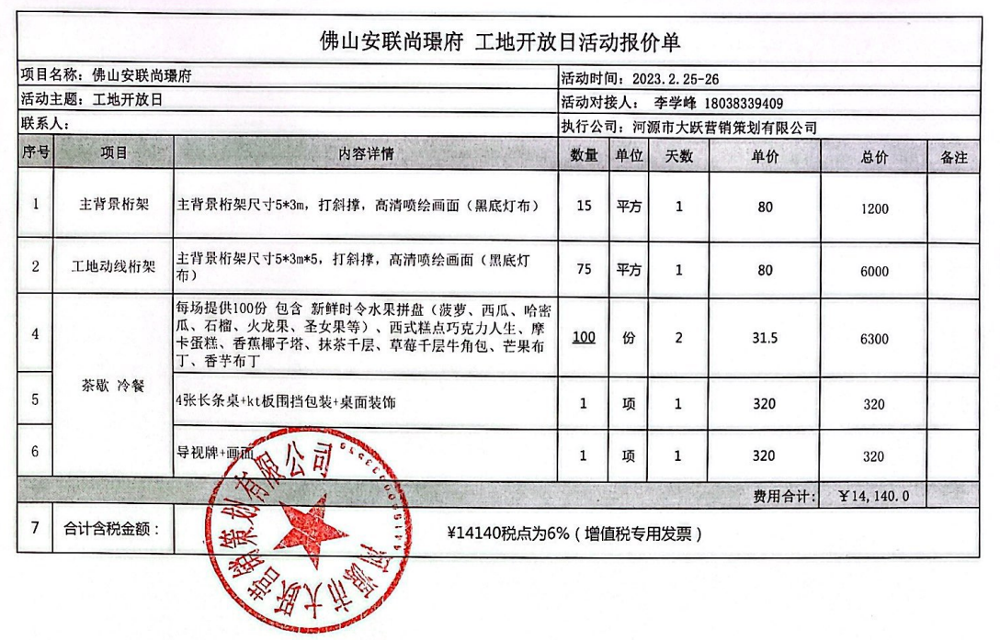 佛山安联尚璟府 工地开放日活动报价单
项目名称：佛山安联尚璟府
活动时间：2023.2.25-26
活动主题：工地开放日
活动对接人： 李学峰 18038339409
联系人：
执行公司：河源市大跃营销策划有限公司
序号 项目 内容详情 数量 单位 天数 单价 总价 备注
1 主背景桁架 主背景桁架尺寸5*3m，打斜撑，高清喷绘画面（黑底灯布） 15 平方 1 80 1200
2 工地动线桁架 主背景桁架尺寸5*3m*5，打斜撑，高清喷绘画面（黑底灯
布） 75 平方 1 80 6000
茶歇 冷餐
4 每场提供100份 包含 新鲜时令水果拼盘（菠萝、西瓜、哈密
瓜、石榴、火龙果、圣女果等）、西式糕点巧克力人生、摩
卡蛋糕、香蕉椰子塔、抹茶千层、草莓千层牛角包、芒果布
丁、香芋布丁 100 份 2 31.5 6300
5 4张长条桌+kt板围挡包装+桌面装饰 1 项 1 320 320
6 导视牌+画面 1 项 1 320 320
费用合计： ￥14,140.0
7 合计含税金额： ¥14140税点为6%（增值税专用发票）
河源市大跃营销策划有限公司